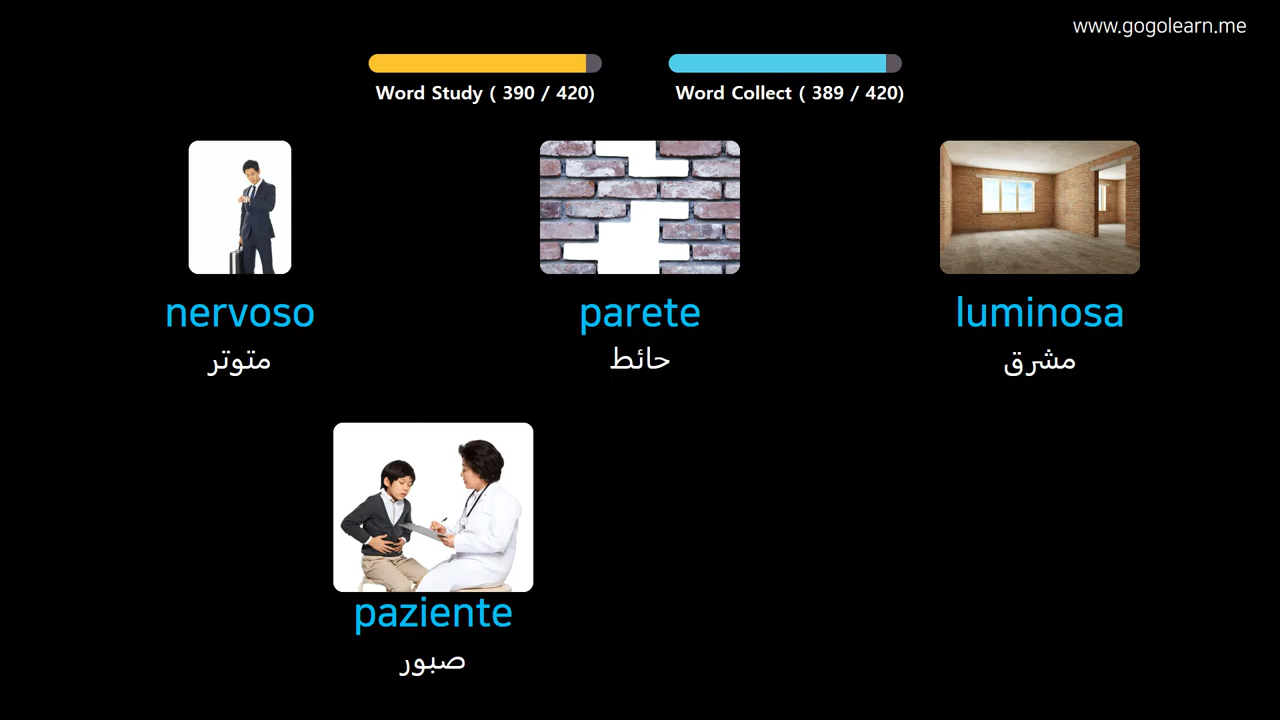 www.gogolearn.me
Word Study ( 390 / 420)
Word Collect ( 389 / 420)
nervoso
متوتر
parete
حائط
luminosa
مشرق
paziente
صبور